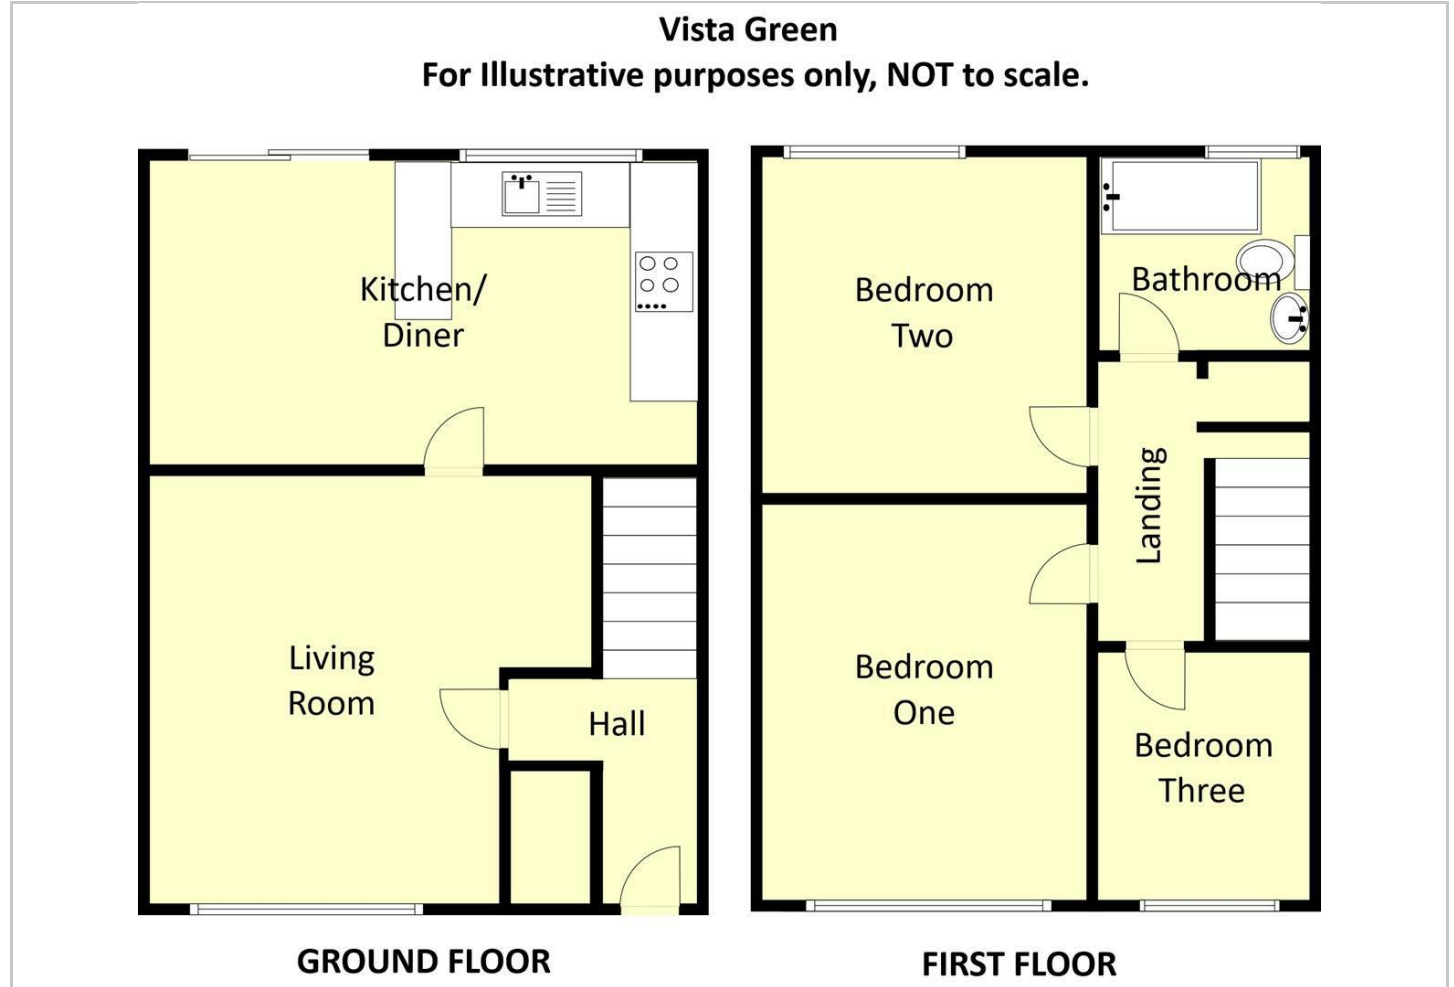 Vista Green
For Illustrative purposes only, NOT to scale.
Kitchen/
Diner
Living
Room
Hall
GROUND FLOOR
Bedroom
Two
Bathroom
Landing
Bedroom
One
Bedroom
Three
FIRST FLOOR